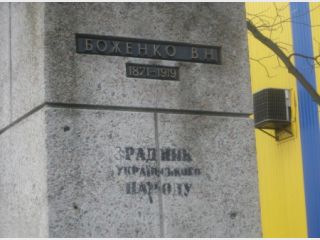 БОЖЕНКО В.Н.
1871-1919
ЗРАДНИК
УКРАЇНСЬКОГО
НАРОДУ